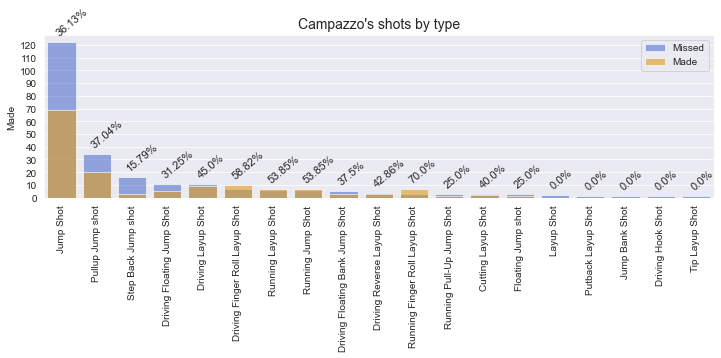 Campazzo's shots by type
Missed
Made
Made
120
110
100
90
80
70
60
50
40
30
20
10
0
36.13%
37.04%
15.79%
31.25%
45.0%
58.82%
53.85%
53.85%
37.5%
42.86%
70.0%
25.0%
40.0%
25.0%
0.0%
0.0%
0.0%
0.0%
0.0%
Jump Shot
Pullup Jump shot
Step Back Jump Shot
Driving Floating Jump Shot
Driving Layup Shot
Driving Finger Roll Layup Shot
Running Layup Shot
Running Jump Shot
Driving Floating Bank Jump Shot
Driving Reverse Layup Shot
Running Finger Roll Layup Shot
Running Pull-Up Jump Shot
Cutting Layup Shot
Floating Jump shot
Layup Shot
Putback Layup Shot
Jump Bank Shot
Driving Hook Shot
Tip Layup Shot